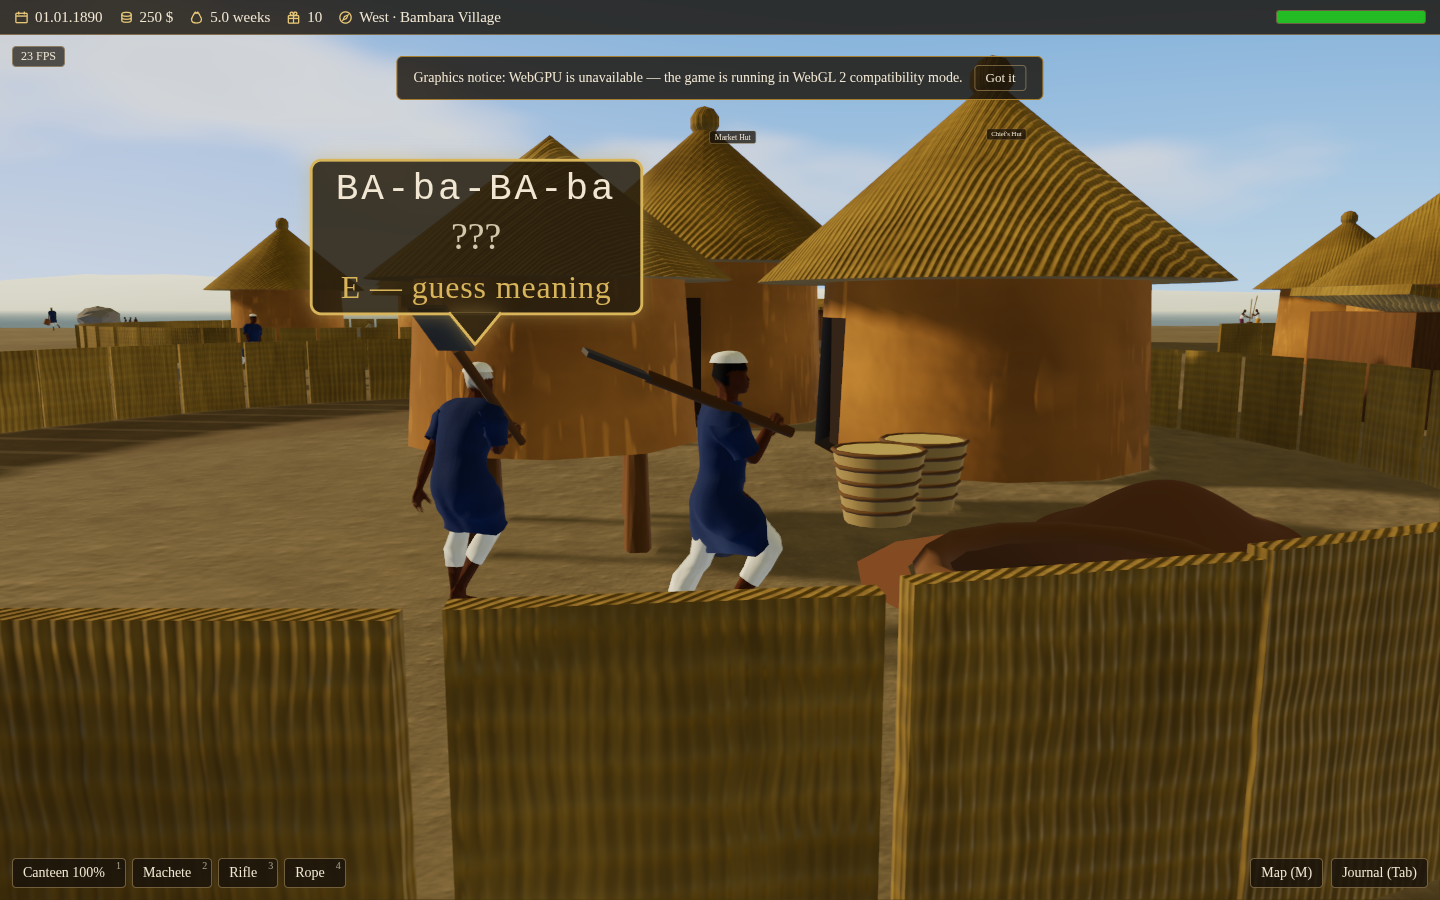 01.01.1890 250 $ 5.0 weeks 10 West · Bambara Village
23 FPS
Graphics notice: WebGPU is unavailable — the game is running in WebGL 2 compatibility mode. Got it
Market Hut
Chief's Hut
BA-ba-BA-ba
???
E — guess meaning
Canteen 100% 1 Machete 2 Rifle 3 Rope 4
Map (M) Journal (Tab)